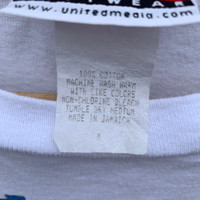 www.unitedmedia.com
100% COTTON
MACHINE WASH WARM
WITH LIKE COLORS
NON-CHLORINE BLEACH
TUMBLE DRY MEDIUM
MADE IN JAMAICA